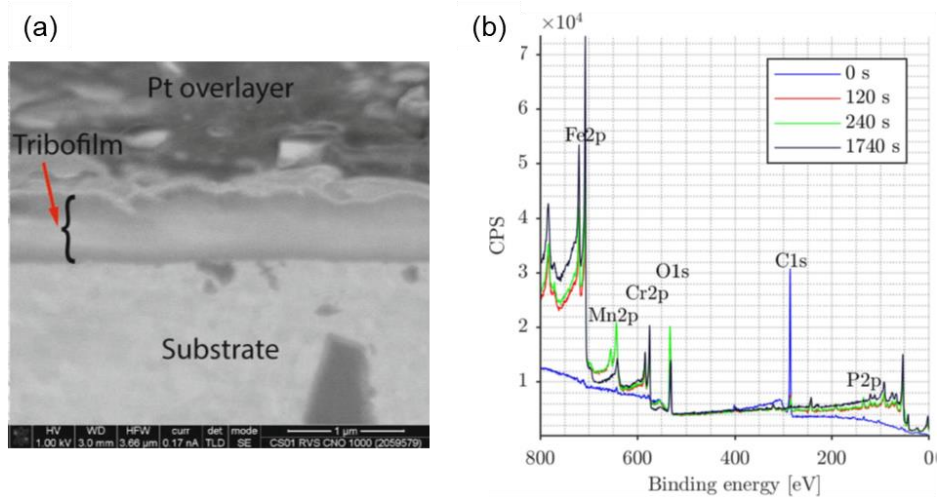 (a)
Pt overlayer
Tribofilm
{
Substrate
HV WD HFW curr det mode
1.00 kV 3.0 mm 3.66 µm 0.17 nA TLD SE
1 µm
CS01 RVS CNO 1000 (2059579)
(b)
×10⁴
7
6
5
4
3
2
1
CPS
0 s
120 s
240 s
1740 s
Fe2p
Mn2p
Cr2p
O1s
C1s
P2p
800 600 400 200 0
Binding energy [eV]